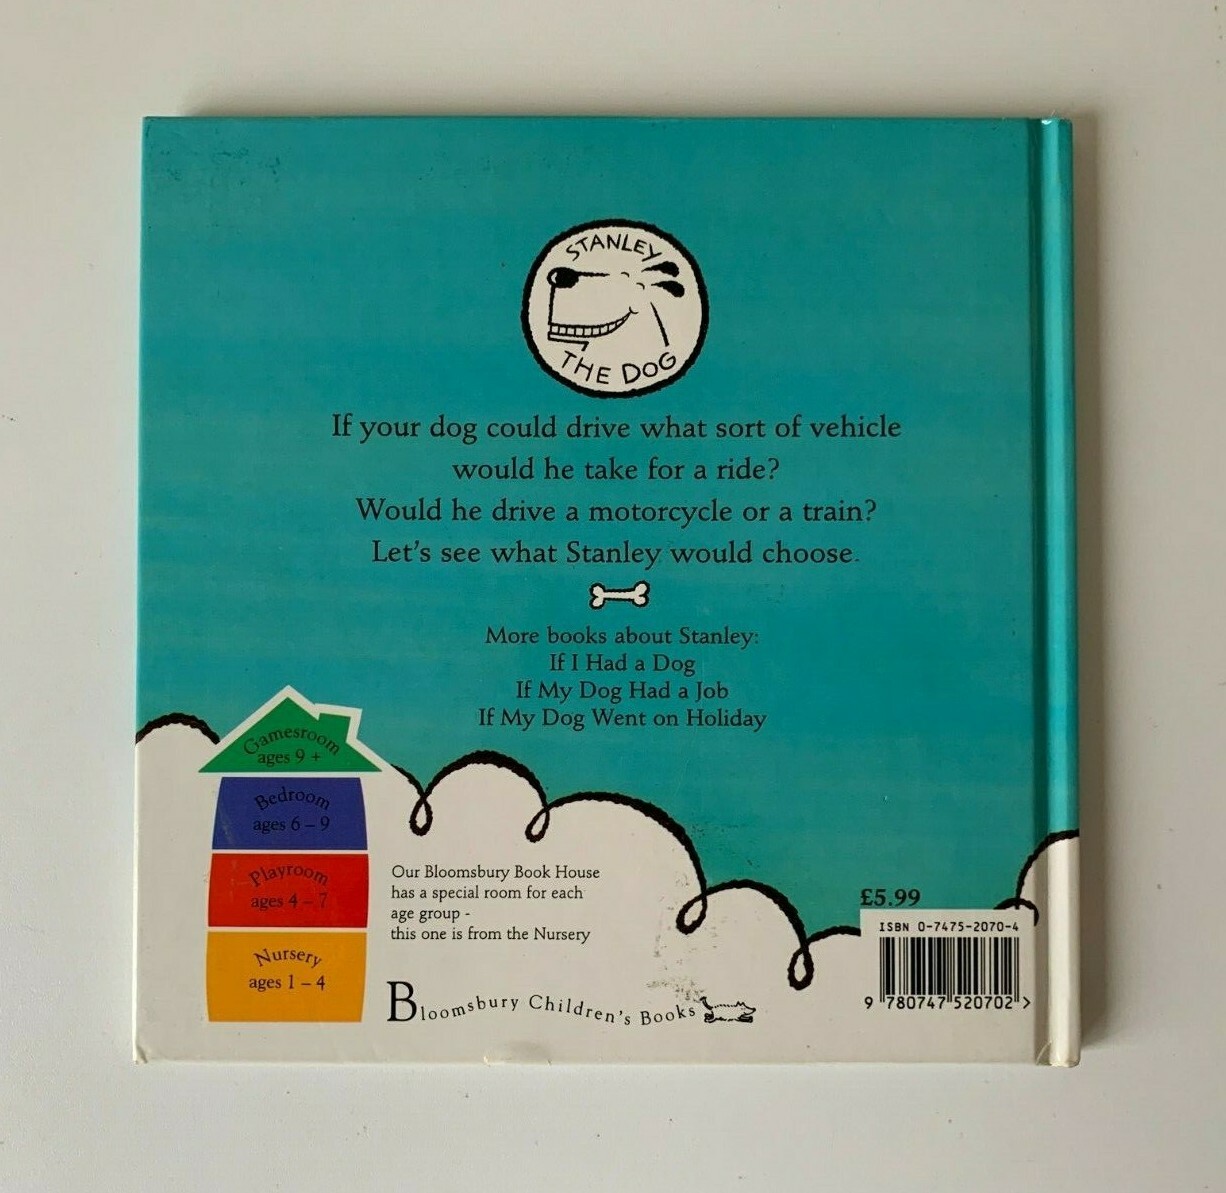 STANLEY
THE DOG
If your dog could drive what sort of vehicle
would he take for a ride?
Would he drive a motorcycle or a train?
Let's see what Stanley would choose.
More books about Stanley:
If I Had a Dog
If My Dog Had a Job
If My Dog Went on Holiday
Gamesroom
ages 9 +
Bedroom
ages 6 – 9
Playroom
ages 4 – 7
Nursery
ages 1 – 4
Our Bloomsbury Book House
has a special room for each
age group -
this one is from the Nursery
Bloomsbury Children's Books
£5.99
ISBN 0-7475-2070-4
9 780747 520702 >